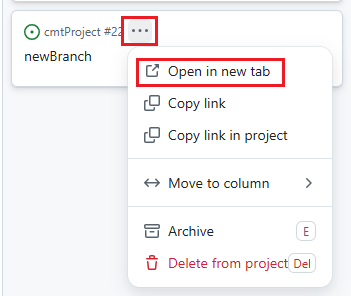 cmtProject #22
newBranch
Open in new tab
Copy link
Copy link in project
Move to column
Archive E
Delete from project Del